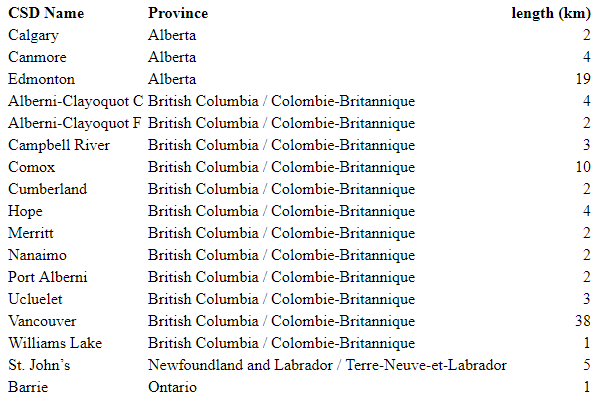 CSD Name Province length (km)
Calgary Alberta 2
Canmore Alberta 4
Edmonton Alberta 19
Alberni-Clayoquot C British Columbia / Colombie-Britannique 4
Alberni-Clayoquot F British Columbia / Colombie-Britannique 2
Campbell River British Columbia / Colombie-Britannique 3
Comox British Columbia / Colombie-Britannique 10
Cumberland British Columbia / Colombie-Britannique 2
Hope British Columbia / Colombie-Britannique 4
Merritt British Columbia / Colombie-Britannique 2
Nanaimo British Columbia / Colombie-Britannique 2
Port Alberni British Columbia / Colombie-Britannique 2
Ucluelet British Columbia / Colombie-Britannique 3
Vancouver British Columbia / Colombie-Britannique 38
Williams Lake British Columbia / Colombie-Britannique 1
St. John’s Newfoundland and Labrador / Terre-Neuve-et-Labrador 5
Barrie Ontario 1